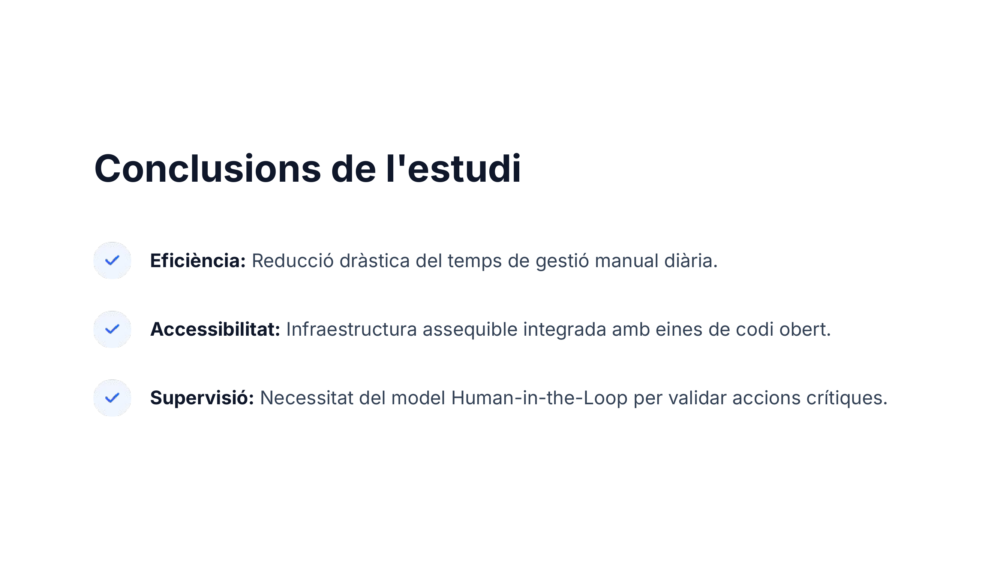 Conclusions de l'estudi
Eficiència: Reducció dràstica del temps de gestió manual diària.
Accessibilitat: Infraestructura assequible integrada amb eines de codi obert.
Supervisió: Necessitat del model Human-in-the-Loop per validar accions crítiques.